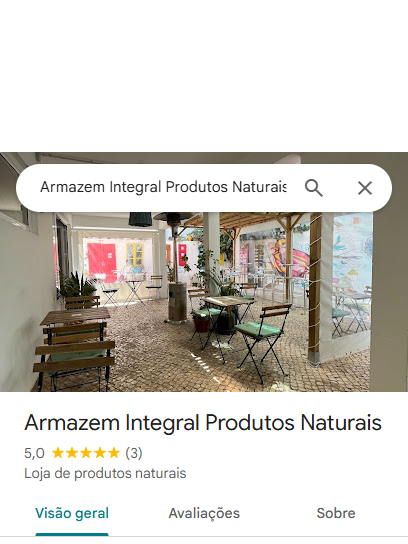 Armazem Integral Produtos Naturais
Armazem Integral Produtos Naturais
5,0 ★★★★★ (3)
Loja de produtos naturais
Visão geral
Avaliações
Sobre